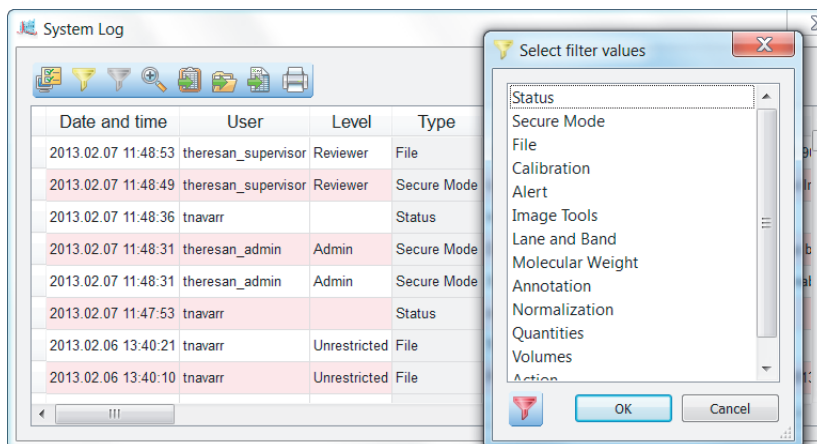 System Log
Date and time User Level Type
2013.02.07 11:48:53 theresan_supervisor Reviewer File
2013.02.07 11:48:49 theresan_supervisor Reviewer Secure Mode
2013.02.07 11:48:36 tnavarr Status
2013.02.07 11:48:31 theresan_admin Admin Secure Mode
2013.02.07 11:48:31 theresan_admin Admin Secure Mode
2013.02.07 11:47:53 tnavarr Status
2013.02.06 13:40:21 tnavarr Unrestricted File
2013.02.06 13:40:10 tnavarr Unrestricted File
Select filter values
Status
Secure Mode
File
Calibration
Alert
Image Tools
Lane and Band
Molecular Weight
Annotation
Normalization
Quantities
Volumes
Action
OK Cancel